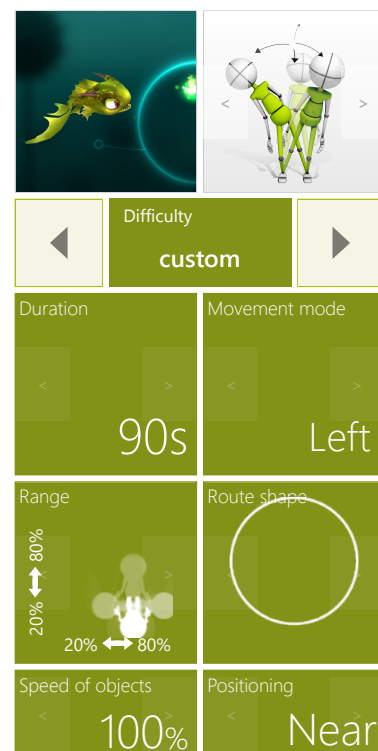 < >
Difficulty
custom
Duration
< >
90s
Movement mode
< >
Left
Range
>
20% 80%
20% 80%
Route shape
< >
Speed of objects
< >
100%
Positioning
< >
Near